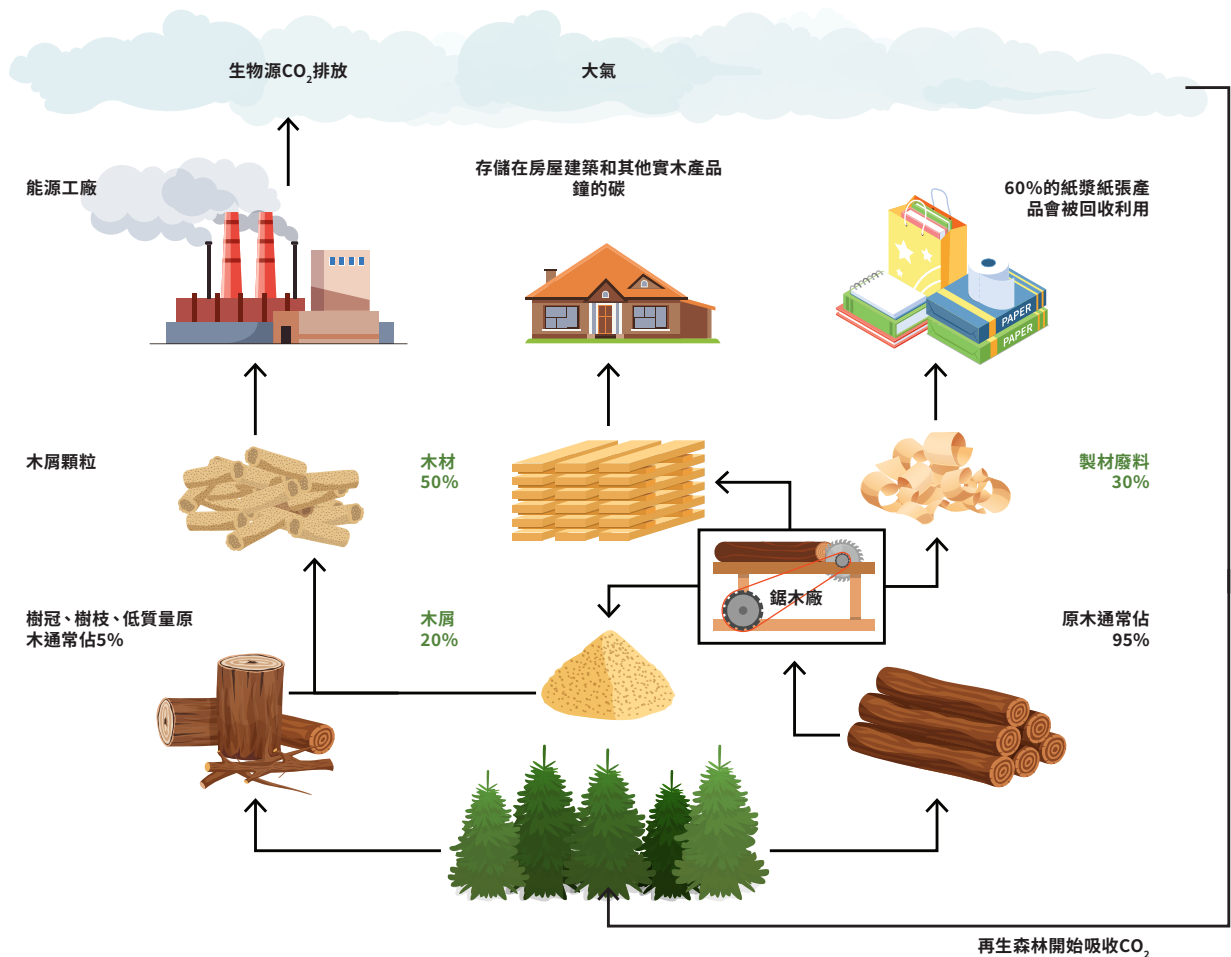 生物源CO2排放
大氣
能源工廠
存儲在房屋建築和其他實木產品
鐘的碳
60%的紙漿紙張產
品會被回收利用
PAPER
PAPER
木屑顆粒
木材
50%
製材廢料
30%
鋸木廠
樹冠、樹枝、低質量原
木通常佔5%
木屑
20%
原木通常佔
95%
再生森林開始吸收CO2